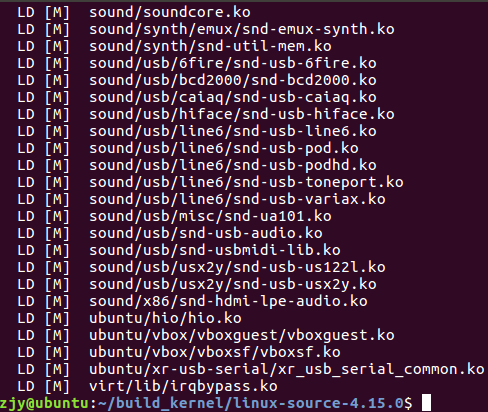 LD [M]  sound/soundcore.ko
LD [M]  sound/synth/emux/snd-emux-synth.ko
LD [M]  sound/synth/snd-util-mem.ko
LD [M]  sound/usb/6fire/snd-usb-6fire.ko
LD [M]  sound/usb/bcd2000/snd-bcd2000.ko
LD [M]  sound/usb/caiaq/snd-usb-caiaq.ko
LD [M]  sound/usb/hiface/snd-usb-hiface.ko
LD [M]  sound/usb/line6/snd-usb-line6.ko
LD [M]  sound/usb/line6/snd-usb-pod.ko
LD [M]  sound/usb/line6/snd-usb-podhd.ko
LD [M]  sound/usb/line6/snd-usb-toneport.ko
LD [M]  sound/usb/line6/snd-usb-variax.ko
LD [M]  sound/usb/misc/snd-ua101.ko
LD [M]  sound/usb/snd-usb-audio.ko
LD [M]  sound/usb/snd-usbmidi-lib.ko
LD [M]  sound/usb/usx2y/snd-usb-us122l.ko
LD [M]  sound/usb/usx2y/snd-usb-usx2y.ko
LD [M]  sound/x86/snd-hdmi-lpe-audio.ko
LD [M]  ubuntu/hio/hio.ko
LD [M]  ubuntu/vbox/vboxguest/vboxguest.ko
LD [M]  ubuntu/vbox/vboxsf/vboxsf.ko
LD [M]  ubuntu/xr-usb-serial/xr_usb_serial_common.ko
LD [M]  virt/lib/irqbypass.ko
zjy@ubuntu:~/build_kernel/linux-source-4.15.0$